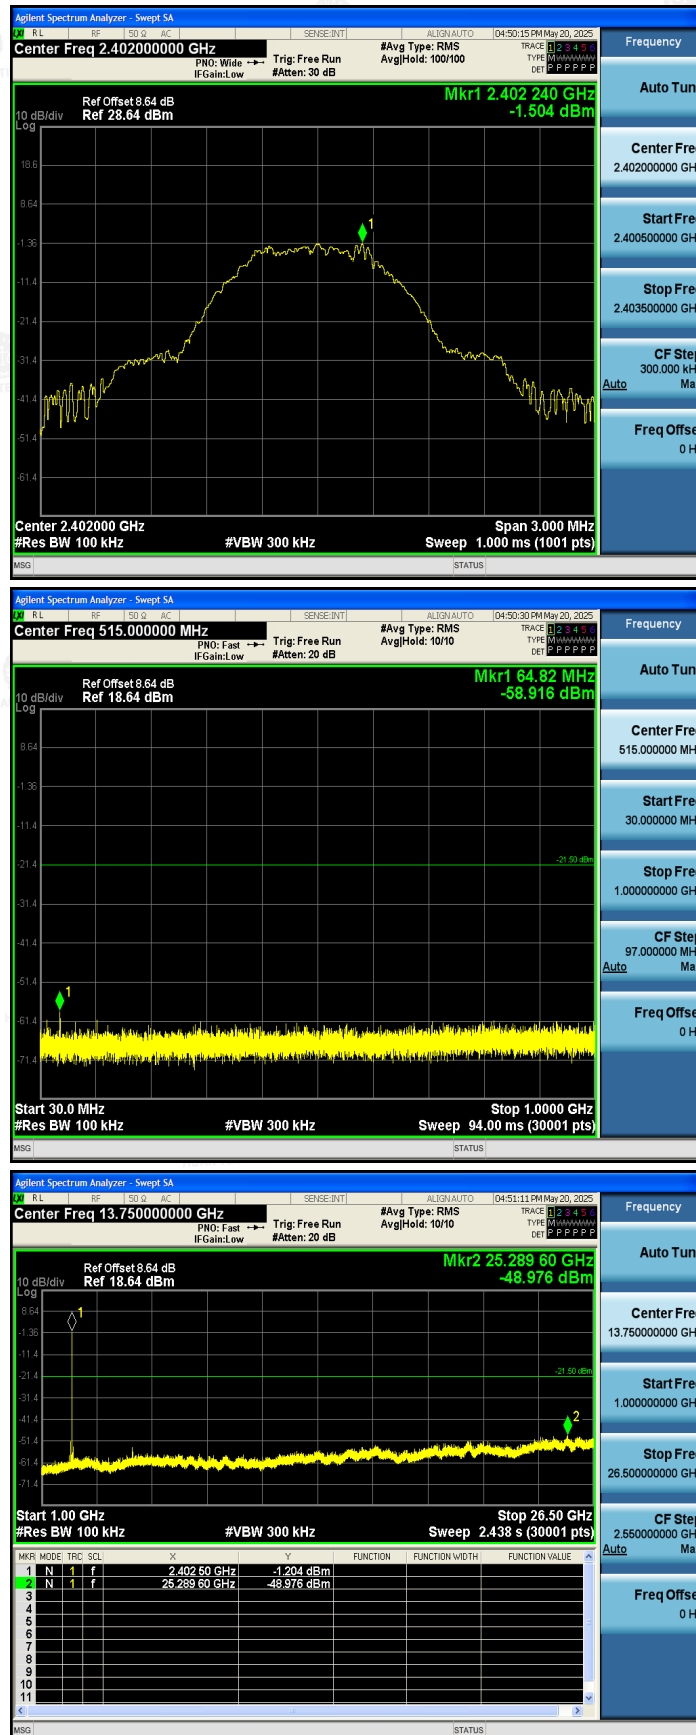 Agilent Spectrum Analyzer - Swept SA
LXI RL RF 50 Ω AC SENSE:INT ALIGNAUTO 04:50:15 PM May 20, 2025
Center Freq 2.402000000 GHz
PNO: Wide
IFGain:Low
Trig: Free Run
#Atten: 30 dB
#Avg Type: RMS
Avg|Hold: 100/100
TRACE 1 2 3 4 5 6
TYPE M
DET P P P P P P
Frequency
Mkr1 2.402 240 GHz
-1.504 dBm
Ref Offset 8.64 dB
10 dB/div Ref 28.64 dBm
Log
18.6
8.64
-1.36
-11.4
-21.4
-31.4
-41.4
-51.4
-61.4
1
Center 2.402000 GHz Span 3.000 MHz
#Res BW 100 kHz #VBW 300 kHz Sweep 1.000 ms (1001 pts)
MSG STATUS
Auto Tun
Center Fre
2.402000000 GH
Start Fre
2.400500000 GH
Stop Fre
2.403500000 GH
CF Ste
300.000 kH
Auto Ma
Freq Offse
0 H
Agilent Spectrum Analyzer - Swept SA
LXI RL RF 50 Ω AC SENSE:INT ALIGNAUTO 04:50:30 PM May 20, 2025
Center Freq 515.000000 MHz
PNO: Fast
IFGain:Low
Trig: Free Run
#Atten: 20 dB
#Avg Type: RMS
Avg|Hold: 10/10
TRACE 1 2 3 4 5 6
TYPE M
DET P P P P P P
Frequency
Mkr1 64.82 MHz
-58.916 dBm
Ref Offset 8.64 dB
10 dB/div Ref 18.64 dBm
Log
8.64
-1.36
-11.4
-21.4
-31.4
-41.4
-51.4
-61.4
-71.4
-21.50 dBm
1
Start 30.0 MHz Stop 1.0000 GHz
#Res BW 100 kHz #VBW 300 kHz Sweep 94.00 ms (30001 pts)
MSG STATUS
Auto Tun
Center Fre
515.000000 MH
Start Fre
30.000000 MH
Stop Fre
1.000000000 GH
CF Ste
97.000000 MH
Auto Ma
Freq Offse
0 H
Agilent Spectrum Analyzer - Swept SA
LXI RL RF 50 Ω AC SENSE:INT ALIGNAUTO 04:51:11 PM May 20, 2025
Center Freq 13.750000000 GHz
PNO: Fast
IFGain:Low
Trig: Free Run
#Atten: 20 dB
#Avg Type: RMS
Avg|Hold: 10/10
TRACE 1 2 3 4 5 6
TYPE M
DET P P P P P P
Frequency
Mkr2 25.289 60 GHz
-48.976 dBm
Ref Offset 8.64 dB
10 dB/div Ref 18.64 dBm
Log
8.64
-1.36
-11.4
-21.4
-31.4
-41.4
-51.4
-61.4
-71.4
-21.50 dBm
1
2
Start 1.00 GHz Stop 26.50 GHz
#Res BW 100 kHz #VBW 300 kHz Sweep 2.438 s (30001 pts)
MKR MODE TRC SCL X Y FUNCTION FUNCTION WIDTH FUNCTION VALUE
1 N 1 f 2.402 50 GHz -1.204 dBm
2 N 1 f 25.289 60 GHz -48.976 dBm
3
4
5
6
7
8
9
10
11
MSG STATUS
Auto Tun
Center Fre
13.750000000 GH
Start Fre
1.000000000 GH
Stop Fre
26.500000000 GH
CF Ste
2.550000000 GH
Auto Ma
Freq Offse
0 H